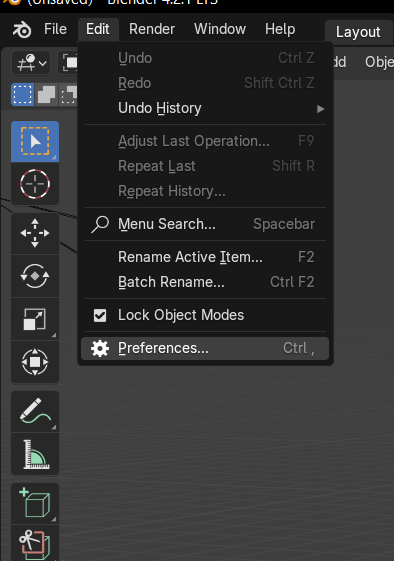 (Unsaved) - Blender 4.2.1 LTS
File Edit Render Window Help Layout
Undo Ctrl Z
Redo Shift Ctrl Z
Undo History
Adjust Last Operation... F9
Repeat Last Shift R
Repeat History...
Menu Search... Spacebar
Rename Active Item... F2
Batch Rename... Ctrl F2
Lock Object Modes
Preferences... Ctrl ,